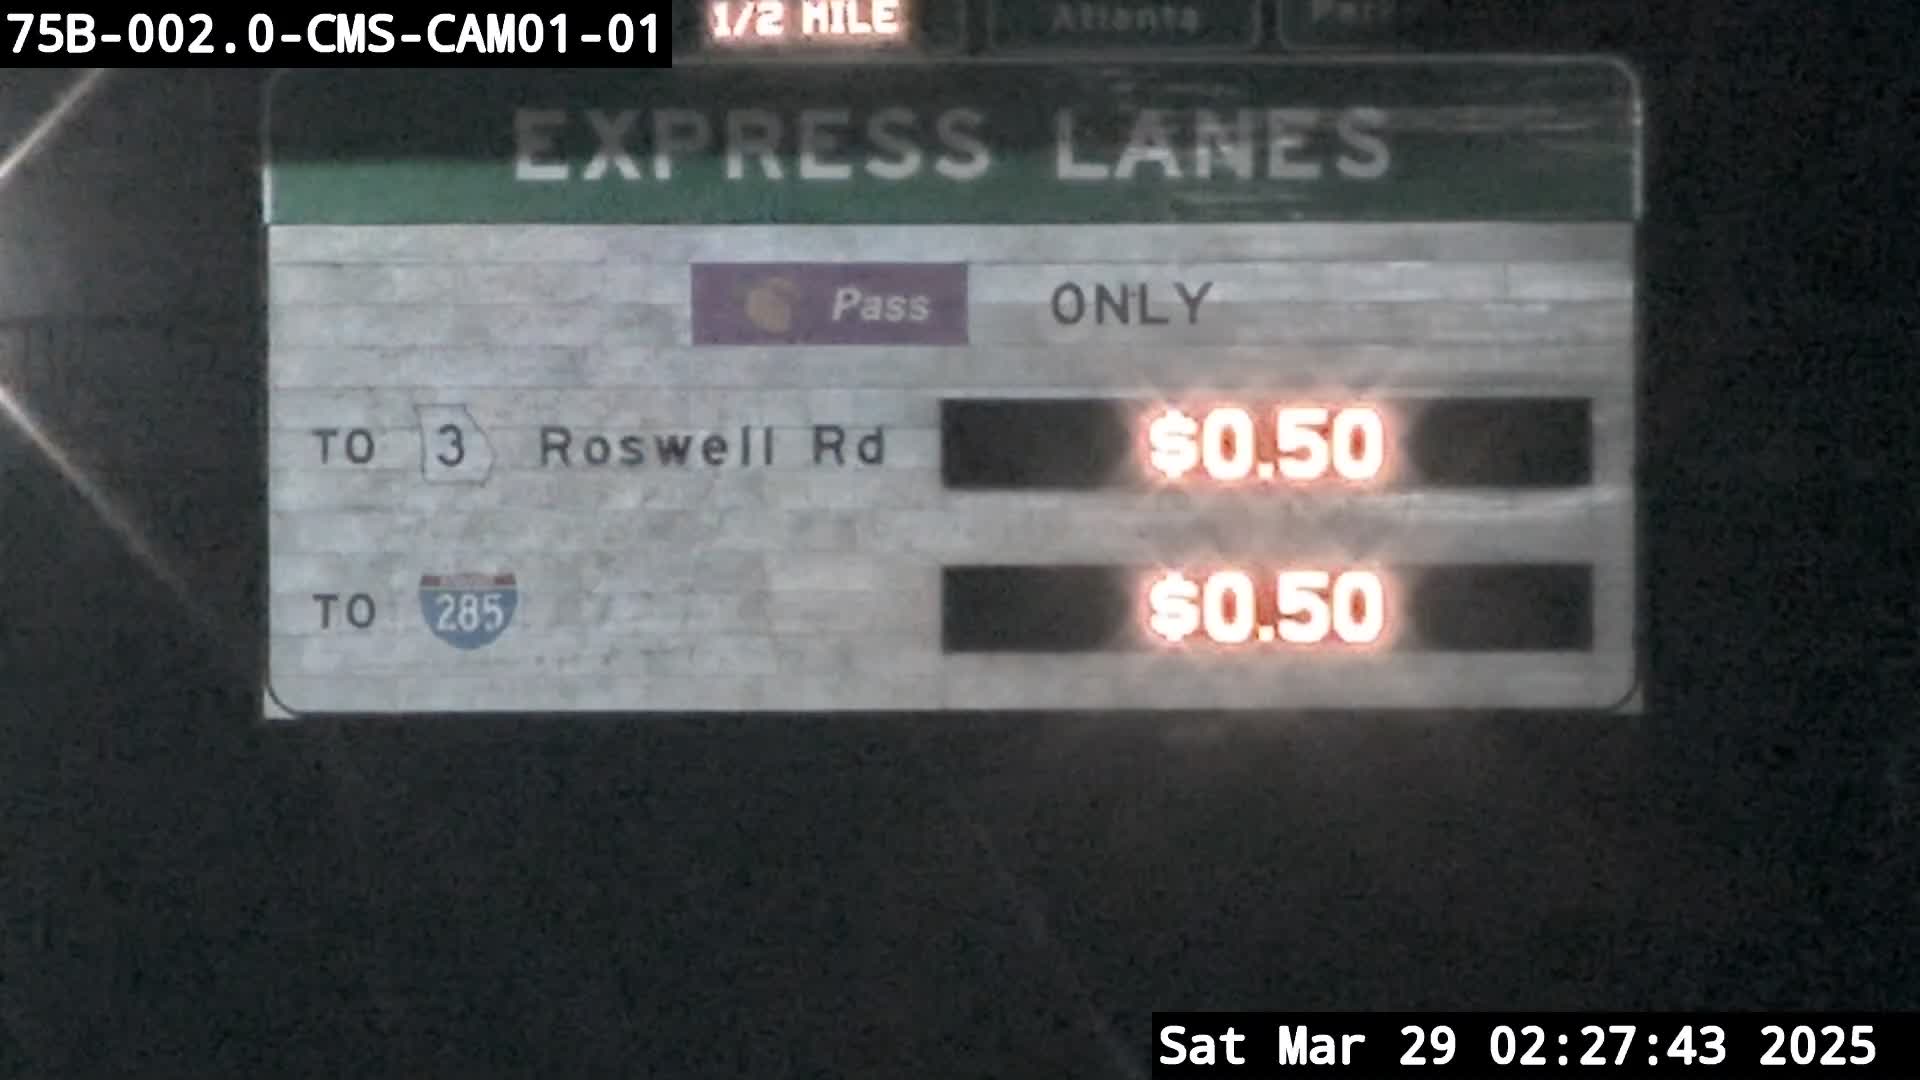 75B-002.0-CMS-CAM01-01
1/2 MILE
Atlanta
EXPRESS LANES
Pass ONLY
TO 3 Roswell Rd $0.50
TO 285 $0.50
Sat Mar 29 02:27:43 2025